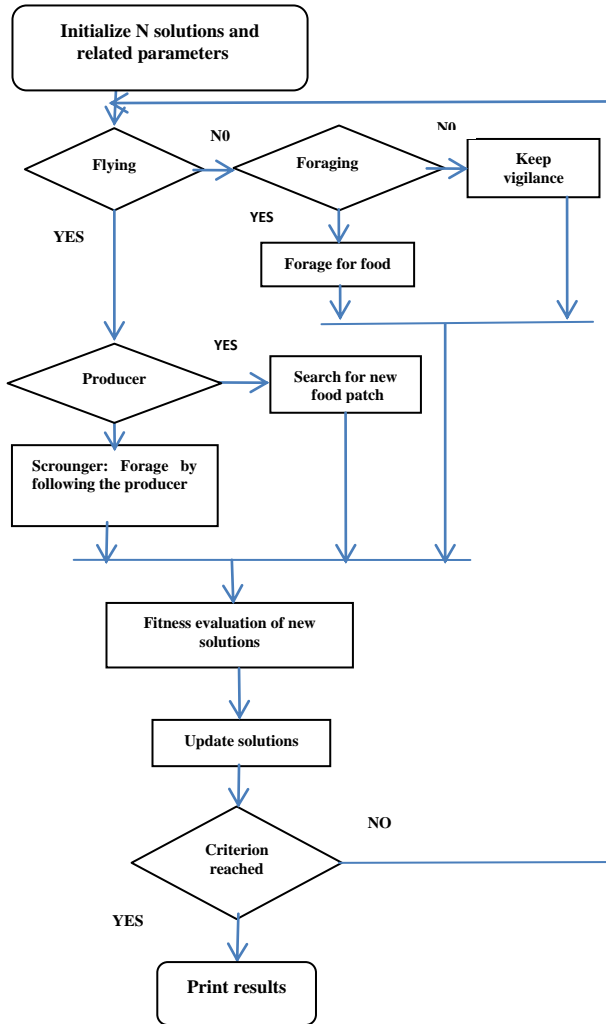 Initialize N solutions and
related parameters
N0
N0
Flying
Foraging
Keep
vigilance
YES
YES
Forage for food
YES
Producer
Search for new
food patch
Scrounger: Forage by
following the producer
Fitness evaluation of new
solutions
Update solutions
NO
Criterion
reached
YES
Print results